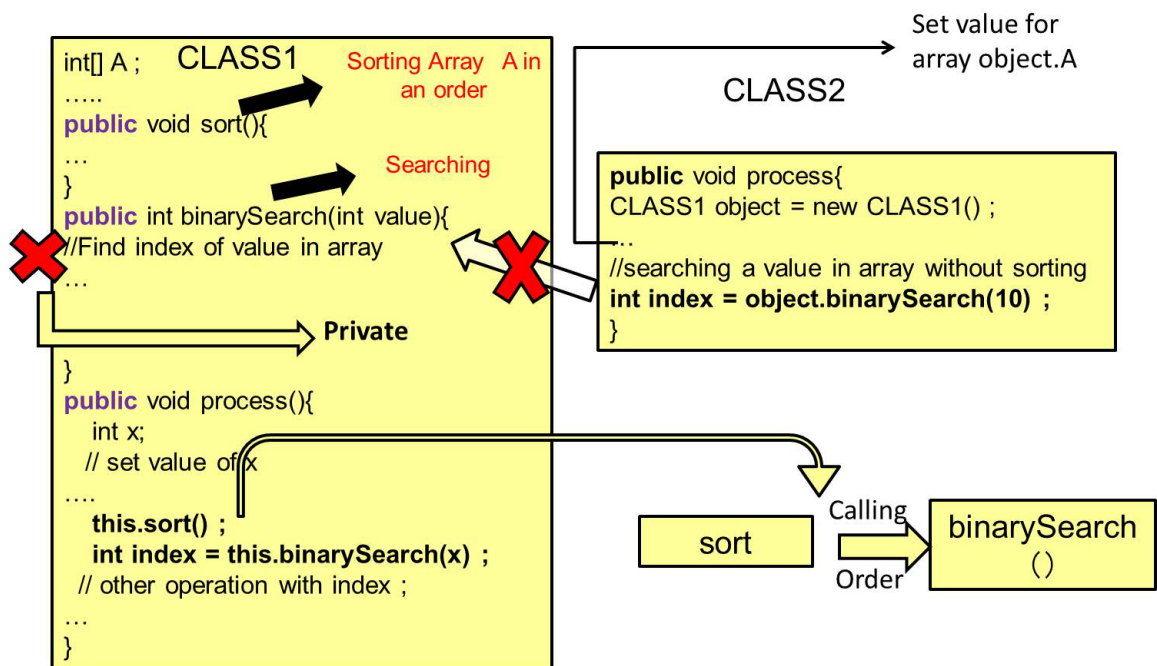 int[] A ;
CLASS1
Sorting Array A in
an order
.....
public void sort(){
...
}
Searching
public int binarySearch(int value){
//Find index of value in array
...
Private
}
public void process(){
int x;
// set value of x
....
this.sort() ;
int index = this.binarySearch(x) ;
// other operation with index ;
...
}
Set value for
array object.A
CLASS2
public void process{
CLASS1 object = new CLASS1() ;
...
//searching a value in array without sorting
int index = object.binarySearch(10) ;
}
sort
Calling
Order
binarySearch
()